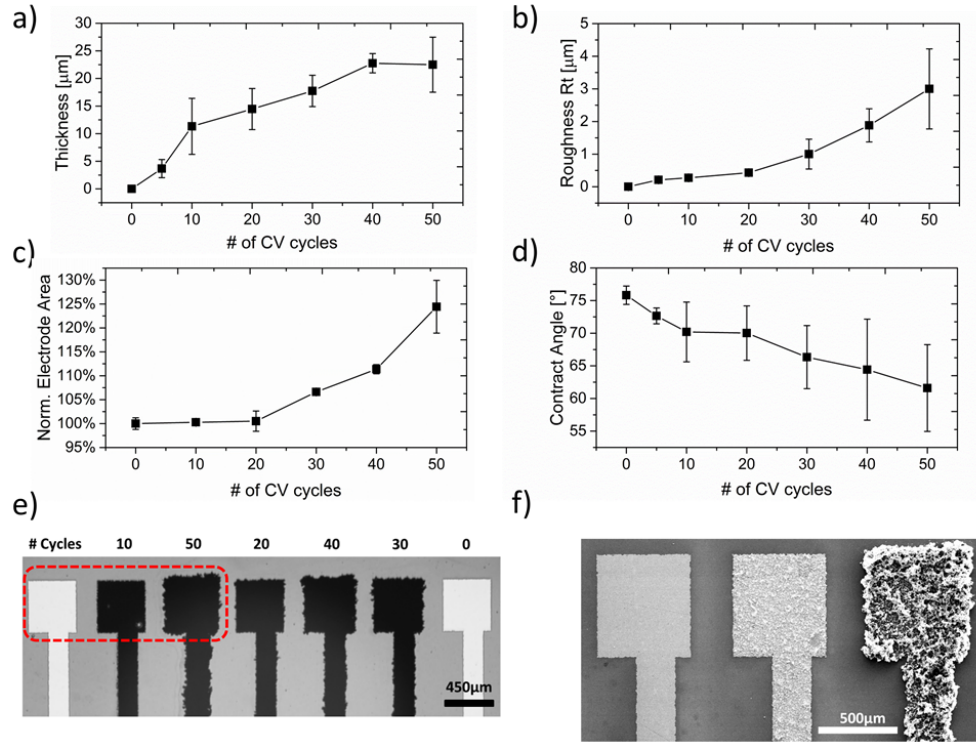 a)
30
25
20
15
10
5
0
Thickness [µm]
0 10 20 30 40 50
# of CV cycles
b)
5
4
3
2
1
0
Roughness Rt [µm]
0 10 20 30 40 50
# of CV cycles
c)
130%
125%
120%
115%
110%
105%
100%
95%
Norm. Electrode Area
0 10 20 30 40 50
# of CV cycles
d)
80
75
70
65
60
55
Contract Angle [°]
0 10 20 30 40 50
# of CV cycles
e)
# Cycles 10 50 20 40 30 0
450µm
f)
500µm